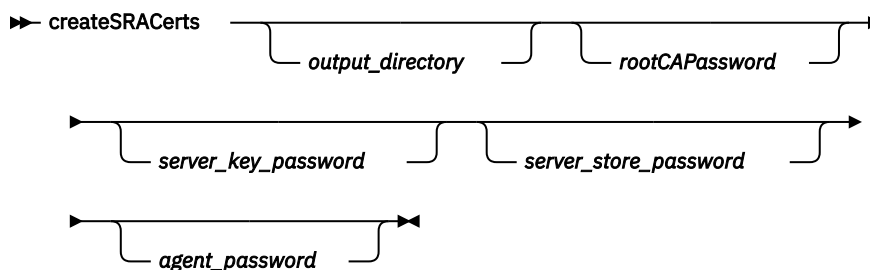 createSRACerts
output_directory
rootCAPassword
server_key_password
server_store_password
agent_password